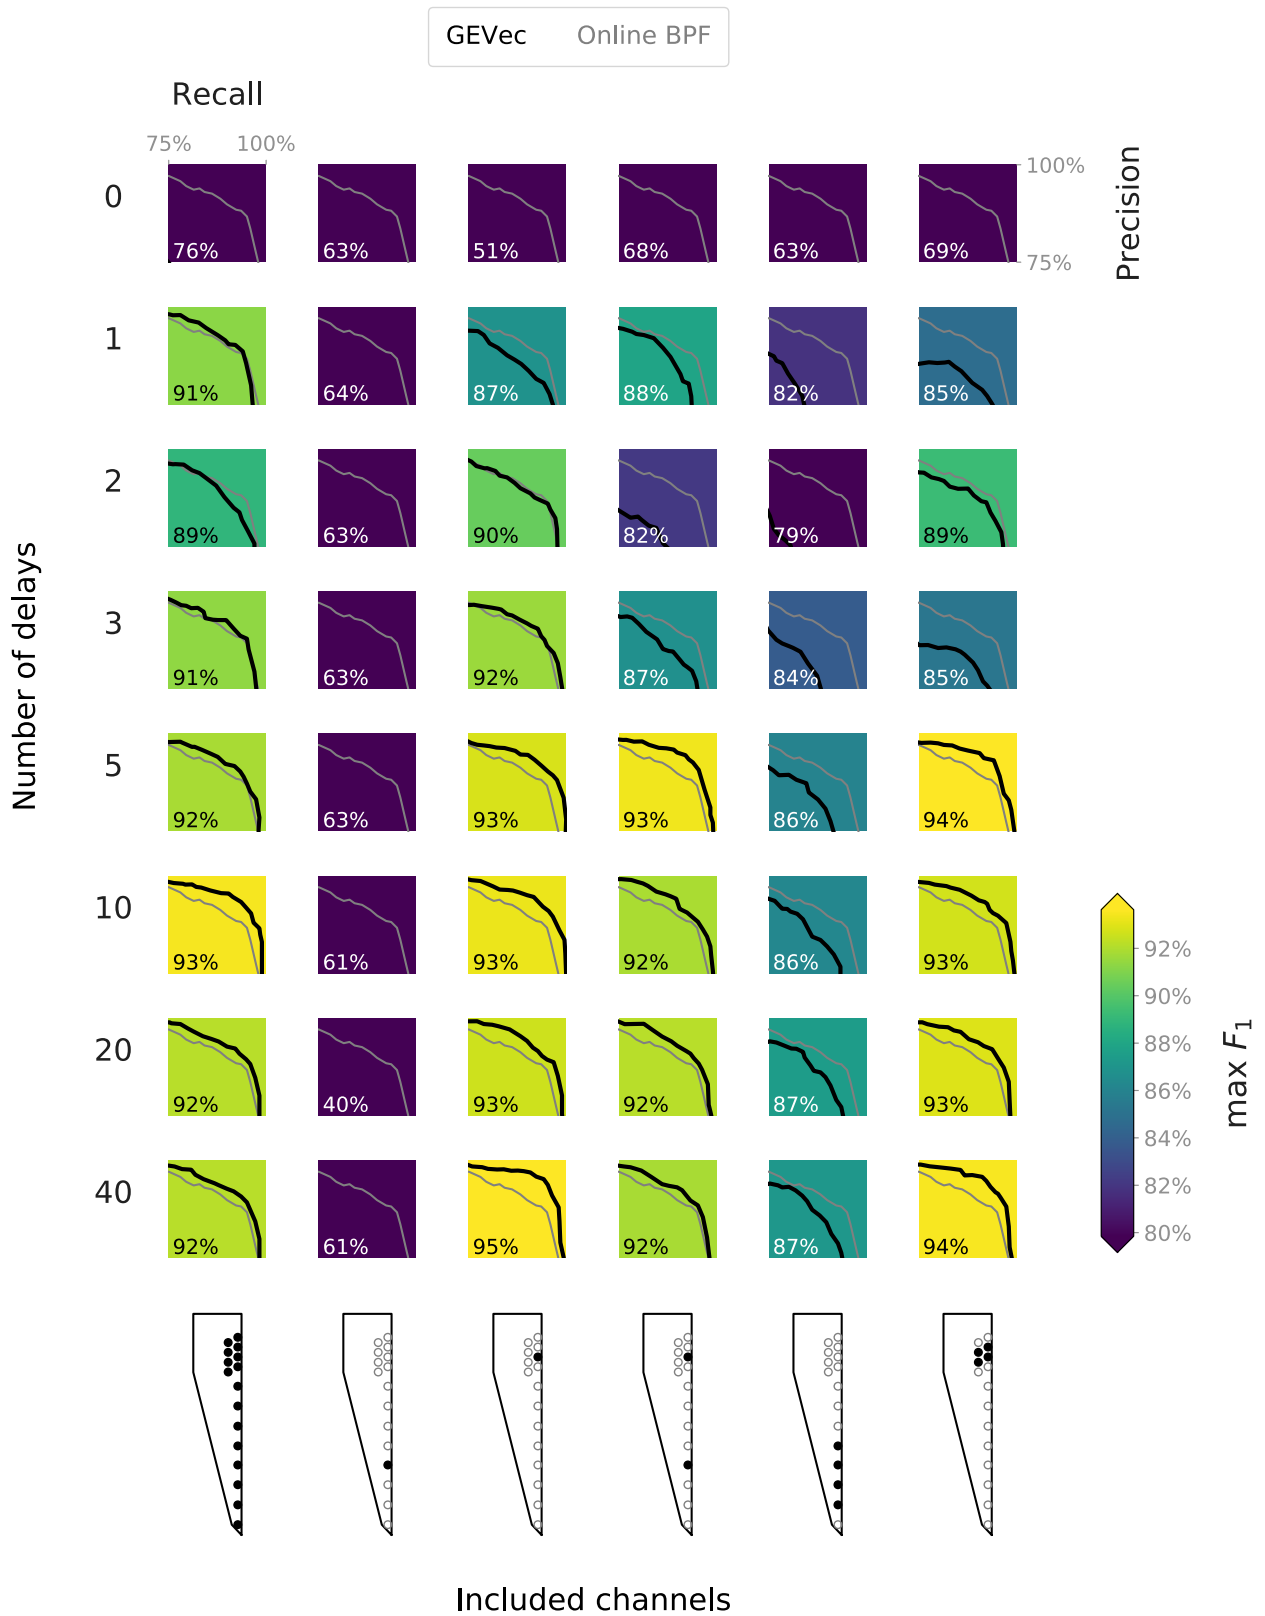 GEVec Online BPF
Recall
75% 100%
0 76% 63% 51% 68% 63% 69%
100%
75%
Precision
1 91% 64% 87% 88% 82% 85%
2 89% 63% 90% 82% 79% 89%
3 91% 63% 92% 87% 84% 85%
5 92% 63% 93% 93% 86% 94%
10 93% 61% 93% 92% 86% 93%
20 92% 40% 93% 92% 87% 93%
40 92% 61% 95% 92% 87% 94%
Number of delays
92%
90%
88%
86%
84%
82%
80%
max F₁
Included channels